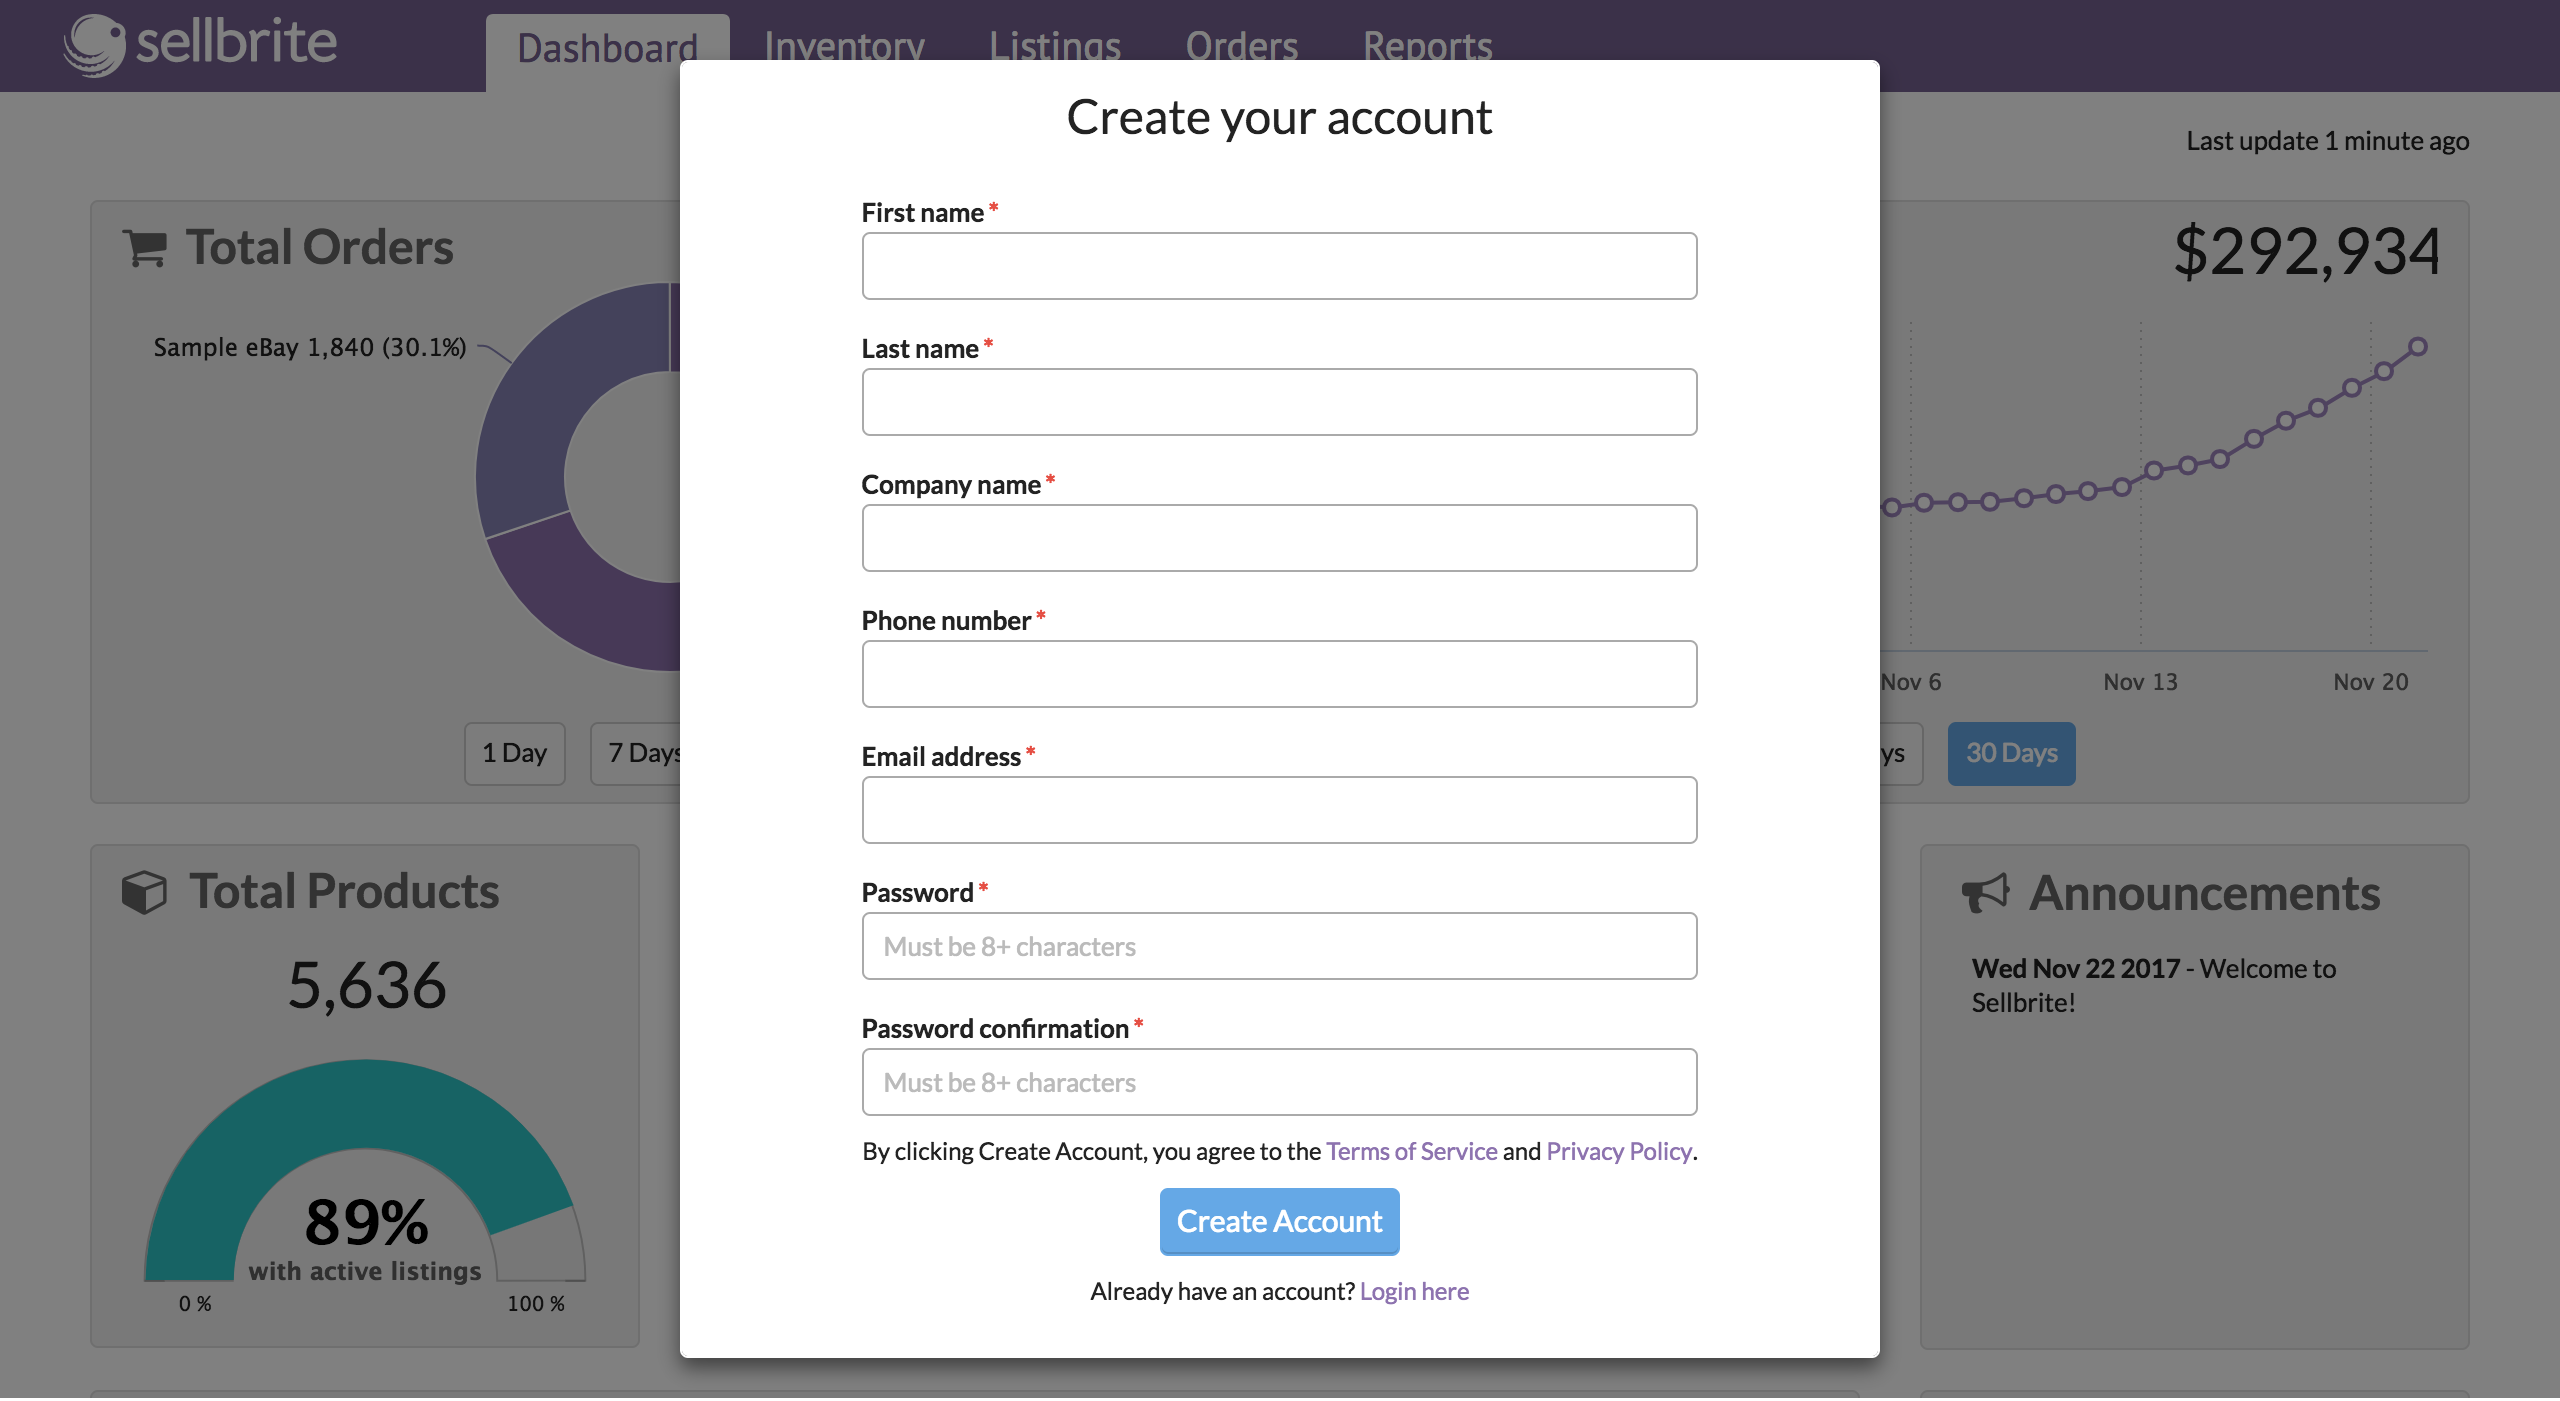 sellbrite
Dashboard
Inventory
Listings
Orders
Reports
Create your account
Last update 1 minute ago
First name *
Last name *
Company name *
Phone number *
Email address *
Password *
Must be 8+ characters
Password confirmation *
Must be 8+ characters
By clicking Create Account, you agree to the Terms of Service and Privacy Policy.
Create Account
Already have an account? Login here
Total Orders
Sample eBay 1,840 (30.1%)
1 Day
7 Days
$292,934
Nov 6
Nov 13
Nov 20
ys
30 Days
Total Products
5,636
89%
with active listings
0 %
100 %
Announcements
Wed Nov 22 2017 - Welcome to
Sellbrite!